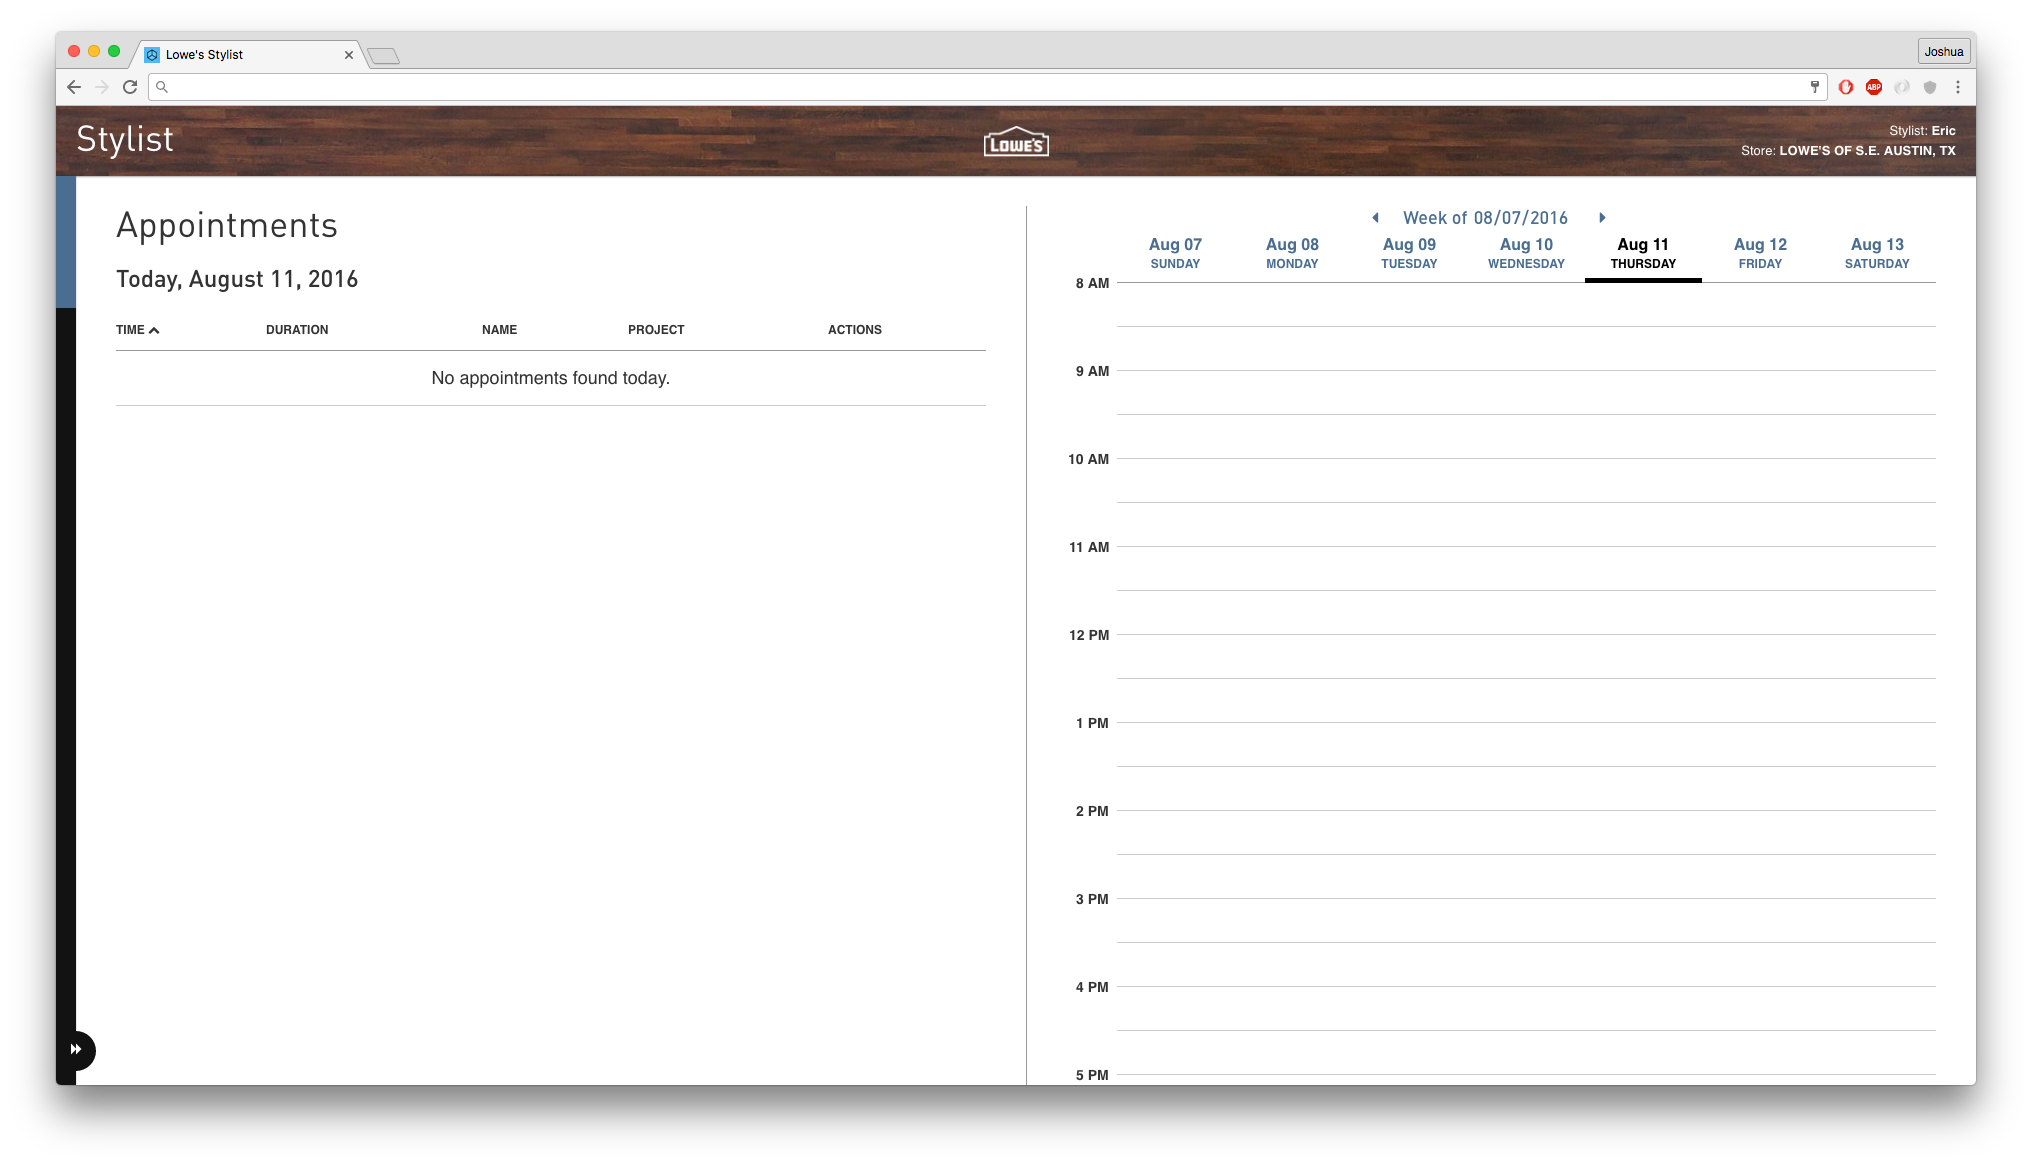 Lowe's Stylist
Joshua
ABP
Stylist
LOWE'S
Stylist: Eric
Store: LOWE'S OF S.E. AUSTIN, TX
Appointments
Today, August 11, 2016
TIME DURATION NAME PROJECT ACTIONS
No appointments found today.
Week of 08/07/2016
Aug 07 Aug 08 Aug 09 Aug 10 Aug 11 Aug 12 Aug 13
SUNDAY MONDAY TUESDAY WEDNESDAY THURSDAY FRIDAY SATURDAY
8 AM
9 AM
10 AM
11 AM
12 PM
1 PM
2 PM
3 PM
4 PM
5 PM